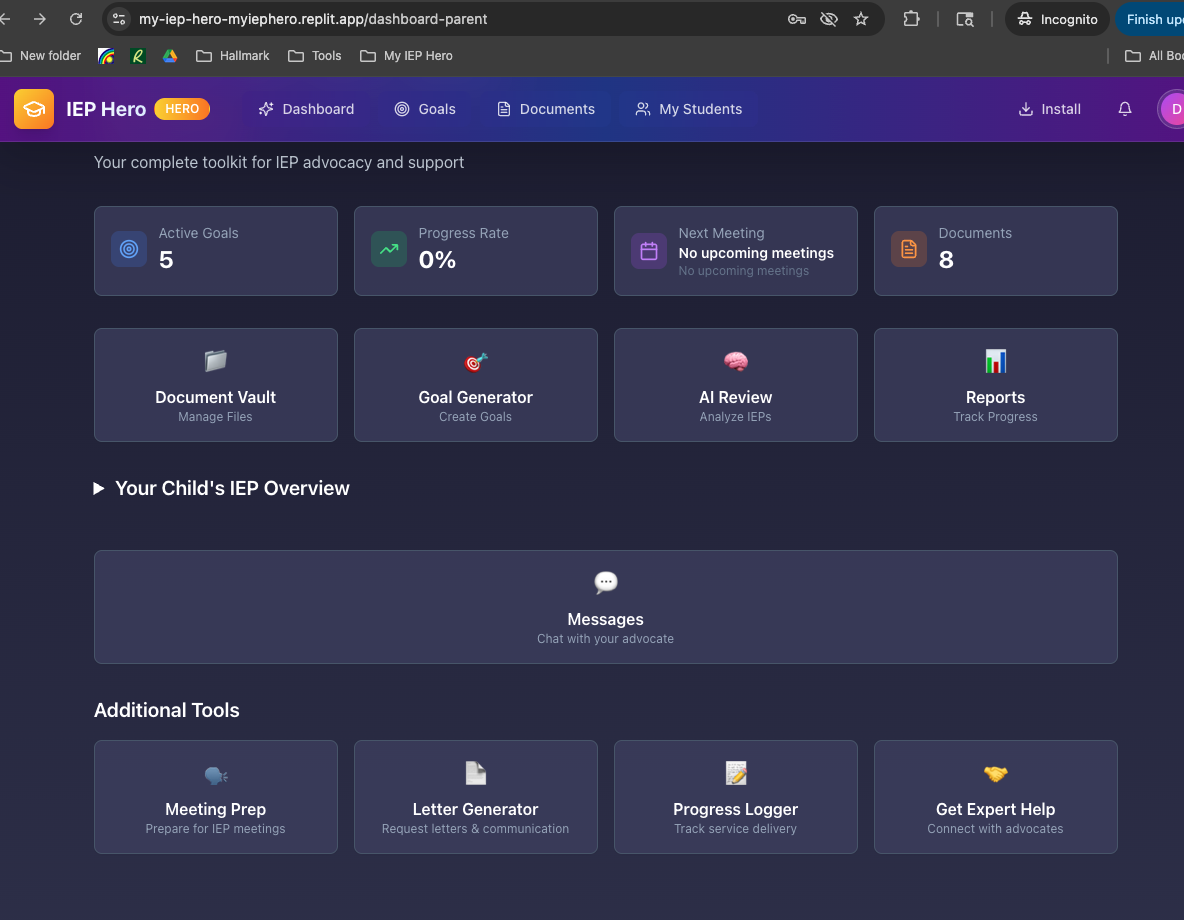 my-iep-hero-myiephero.replit.app/dashboard-parent
Incognito
New folder
Hallmark
Tools
My IEP Hero
IEP Hero
HERO
Dashboard
Goals
Documents
My Students
Install
D
Your complete toolkit for IEP advocacy and support
Active Goals
5
Progress Rate
0%
Next Meeting
No upcoming meetings
No upcoming meetings
Documents
8
Document Vault
Manage Files
Goal Generator
Create Goals
AI Review
Analyze IEPs
Reports
Track Progress
Your Child's IEP Overview
Messages
Chat with your advocate
Additional Tools
Meeting Prep
Prepare for IEP meetings
Letter Generator
Request letters & communication
Progress Logger
Track service delivery
Get Expert Help
Connect with advocates